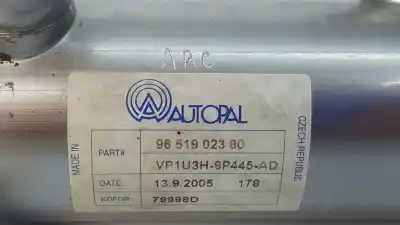 ARC
AUTOPAL
MADE IN
PART# 96 519 023 80
VP1U3H-9P445-AD
DATE 13.9.2005 178
KDFOR 79998D
CZECH REPUBLIC